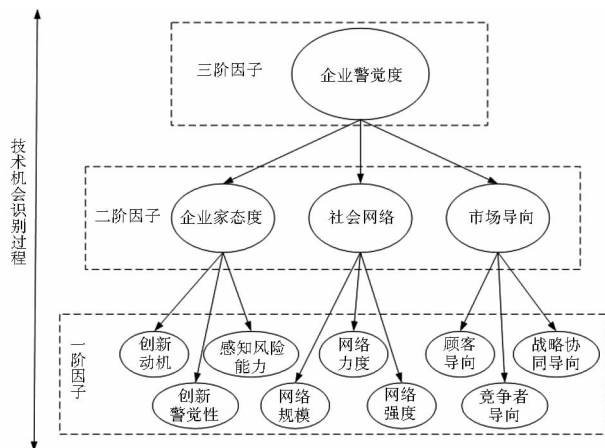 技术机会识别过程
三阶因子
企业警觉度
二阶因子
企业家态度
社会网络
市场导向
一阶因子
创新
动机
感知风险
能力
网络
力度
顾客
导向
战略协
同导向
创新
警觉性
网络
规模
网络
强度
竞争者
导向